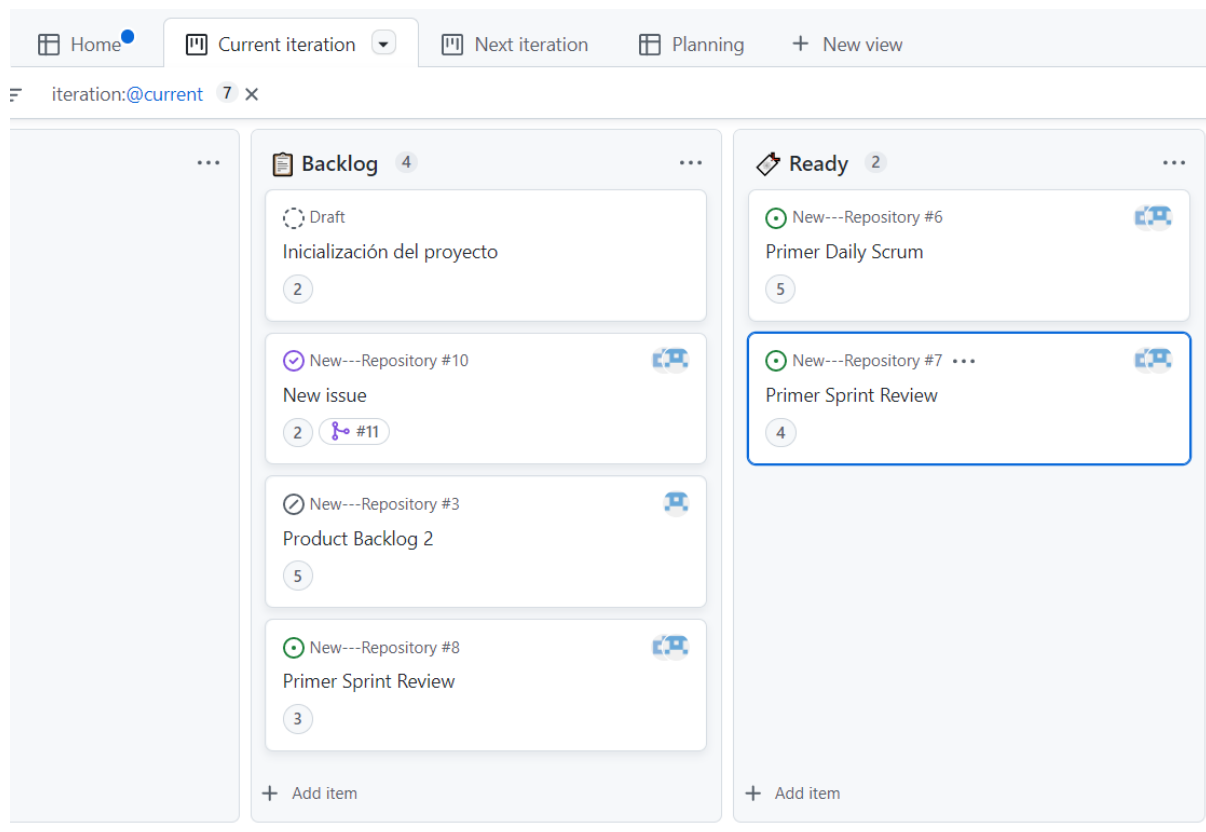 Home Current iteration Next iteration Planning New view
iteration:@current 7
Backlog 4
Draft
Inicialización del proyecto
2
New---Repository #10
New issue
2 #11
New---Repository #3
Product Backlog 2
5
New---Repository #8
Primer Sprint Review
3
Add item
Ready 2
New---Repository #6
Primer Daily Scrum
5
New---Repository #7
Primer Sprint Review
4
Add item